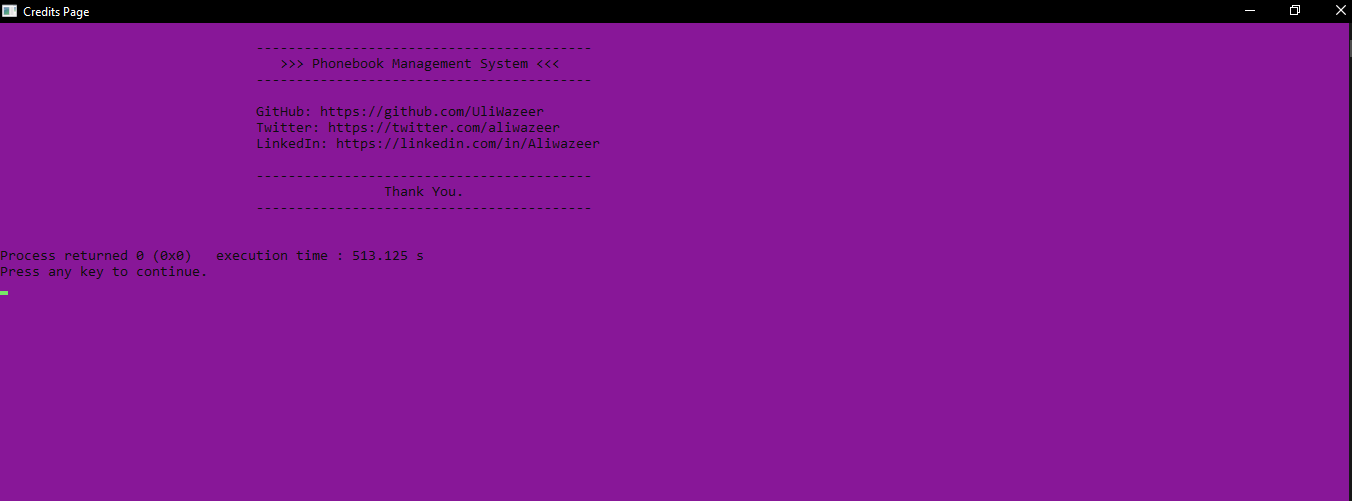 Credits Page
-----------------------------------------
>>> Phonebook Management System <<<
-----------------------------------------
GitHub: https://github.com/UliWazeer
Twitter: https://twitter.com/aliwazeer
LinkedIn: https://linkedin.com/in/Aliwazeer
-----------------------------------------
Thank You.
-----------------------------------------
Process returned 0 (0x0)   execution time : 513.125 s
Press any key to continue.